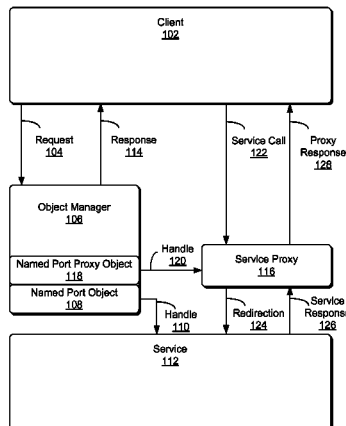 Client
102
Request
104
Response
114
Service Call
122
Proxy
Response
128
Object Manager
106
Named Port Proxy Object
118
Named Port Object
108
Handle
120
Service Proxy
116
Handle
110
Redirection
124
Service
Response
126
Service
112